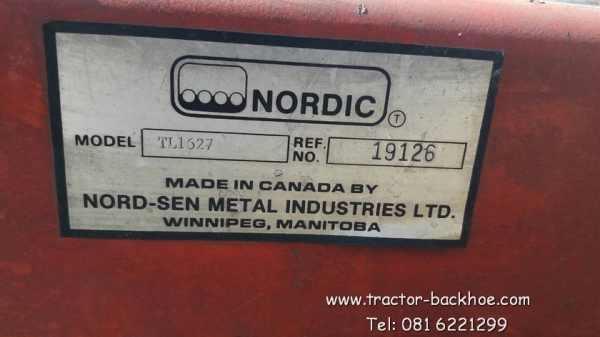 NORDIC T
MODEL TL1627 REF. NO. 19126
MADE IN CANADA BY
NORD-SEN METAL INDUSTRIES LTD.
WINNIPEG, MANITOBA
www.tractor-backhoe.com
Tel: 081 6221299